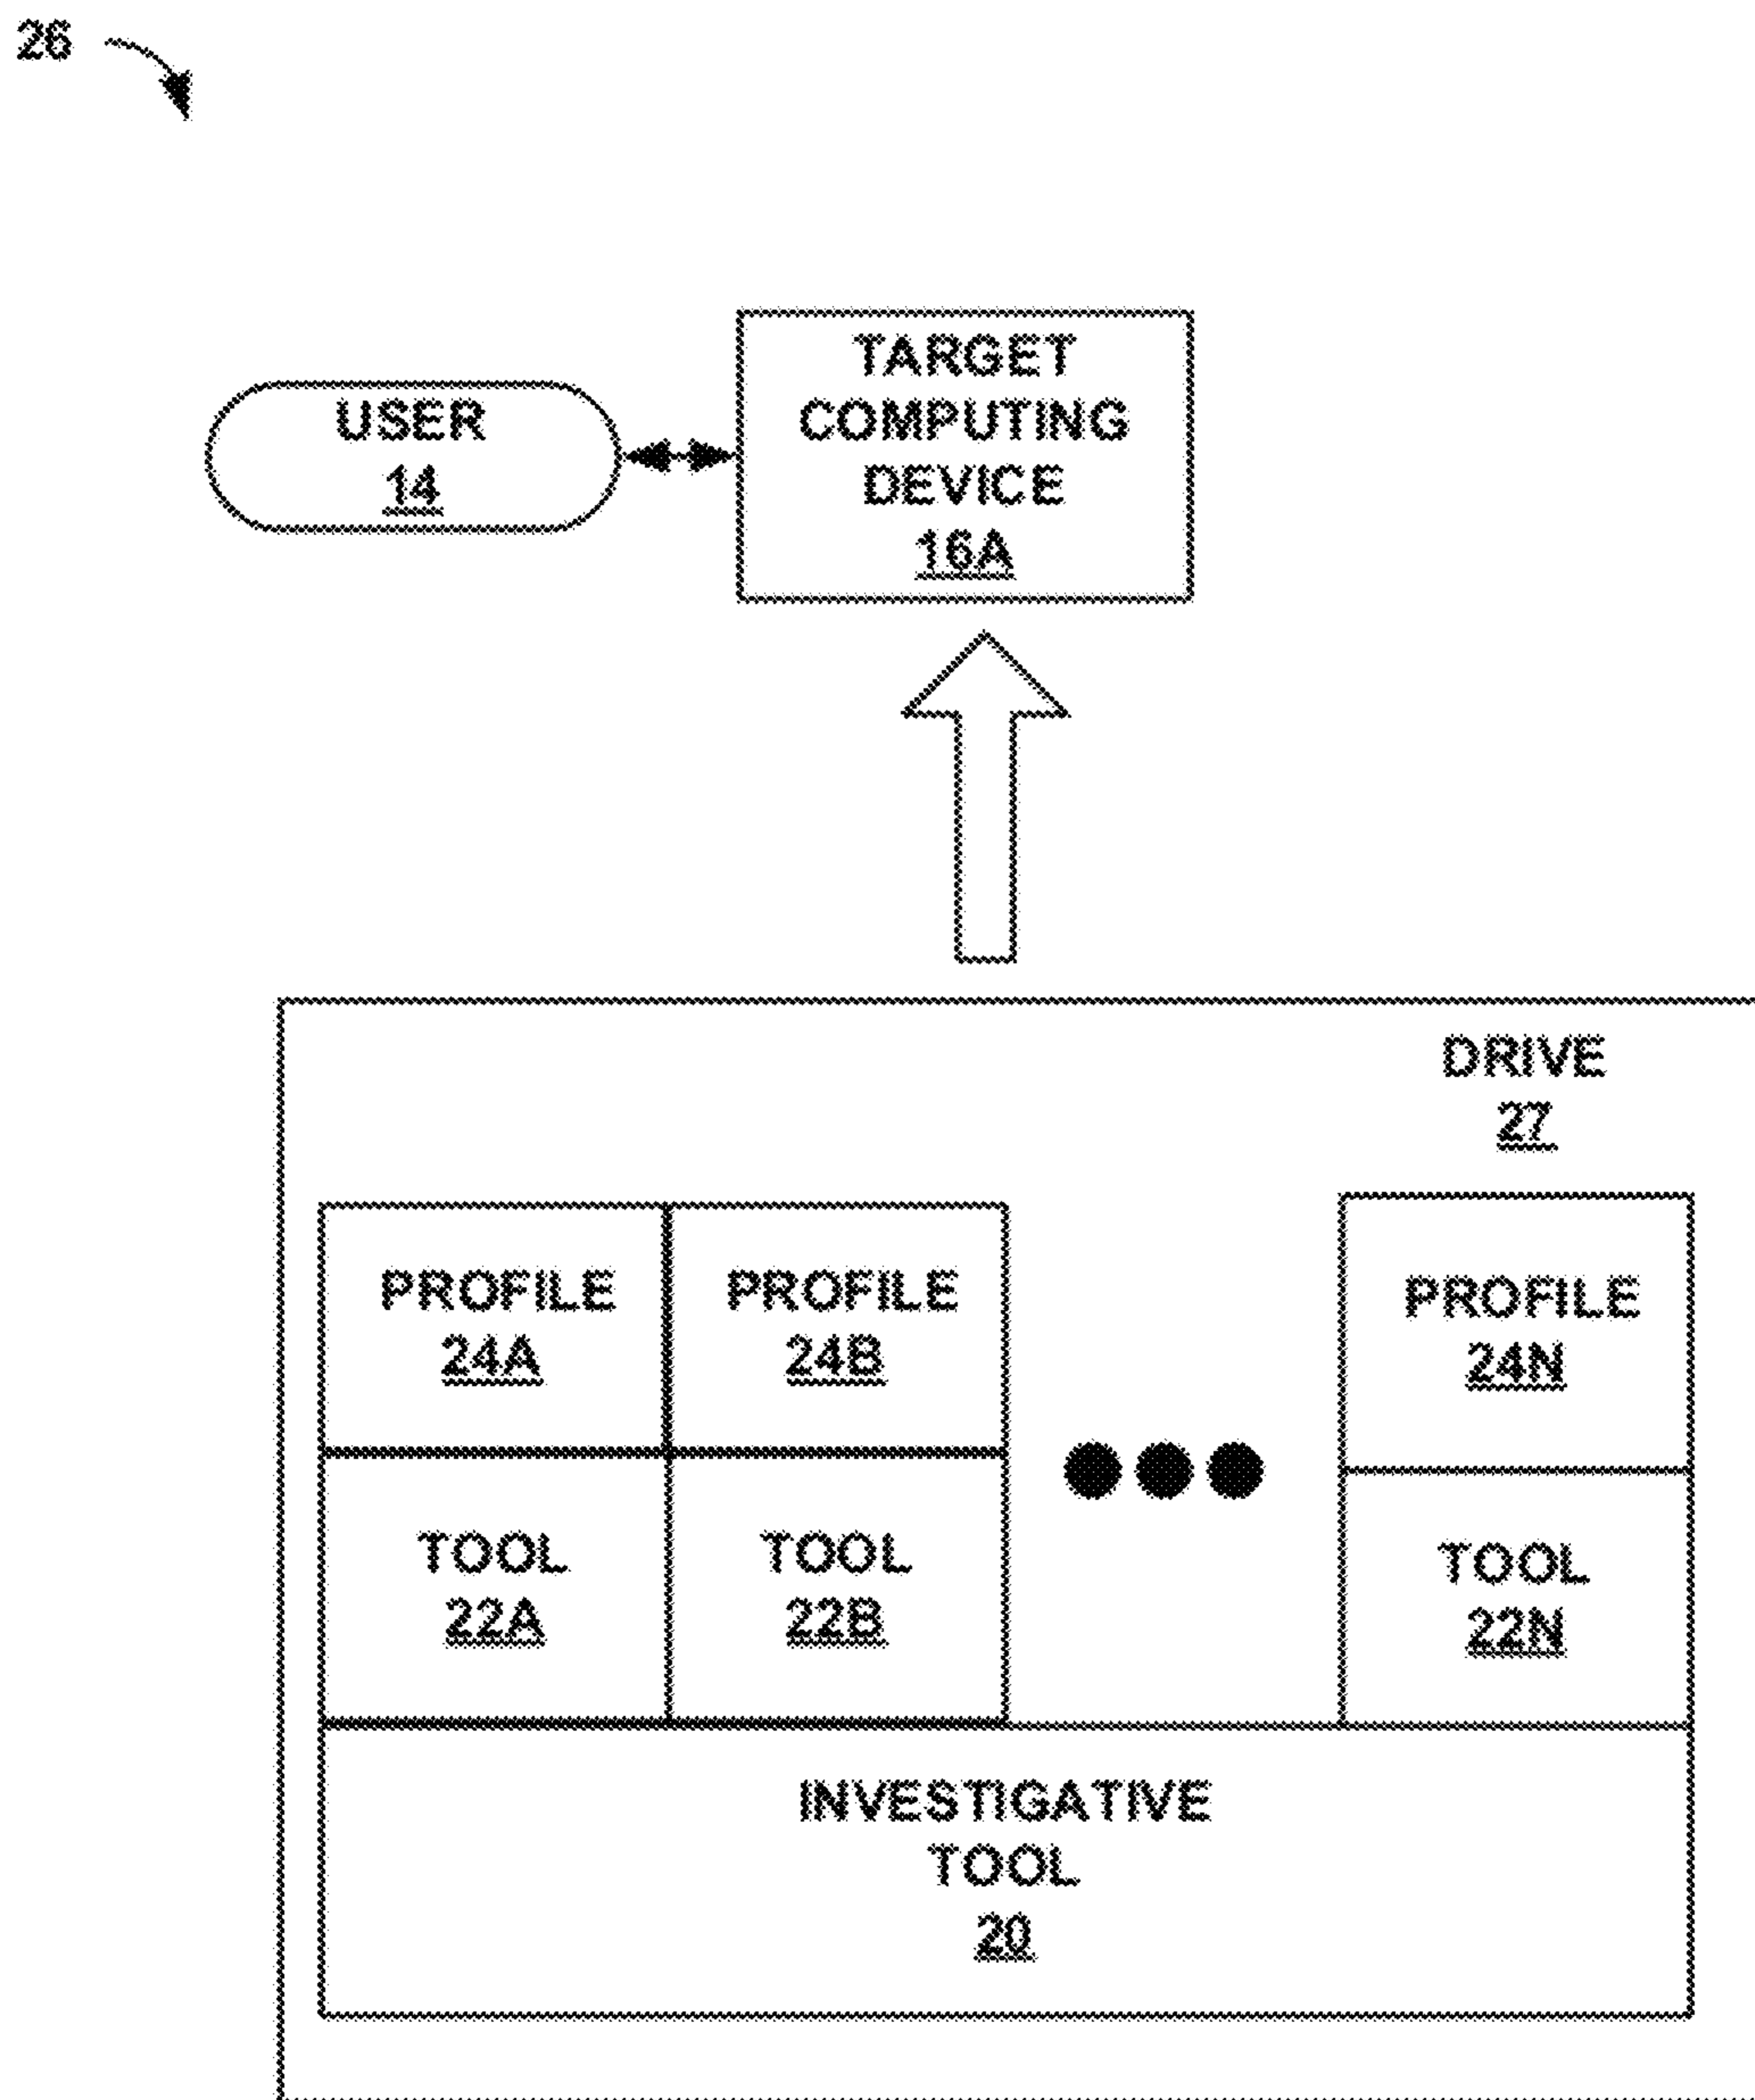 26
USER
14
TARGET
COMPUTING
DEVICE
16A
DRIVE
27
PROFILE
24A
PROFILE
24B
PROFILE
24N
TOOL
22A
TOOL
22B
TOOL
22N
INVESTIGATIVE
TOOL
20